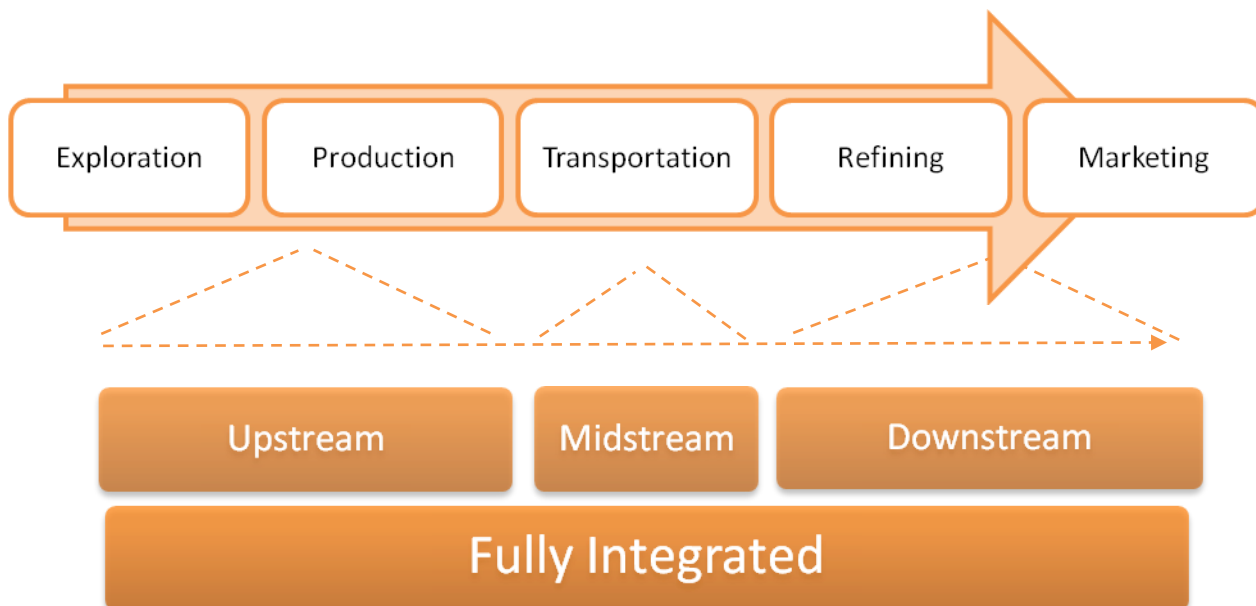 Exploration
Production
Transportation
Refining
Marketing
Upstream
Midstream
Downstream
Fully Integrated